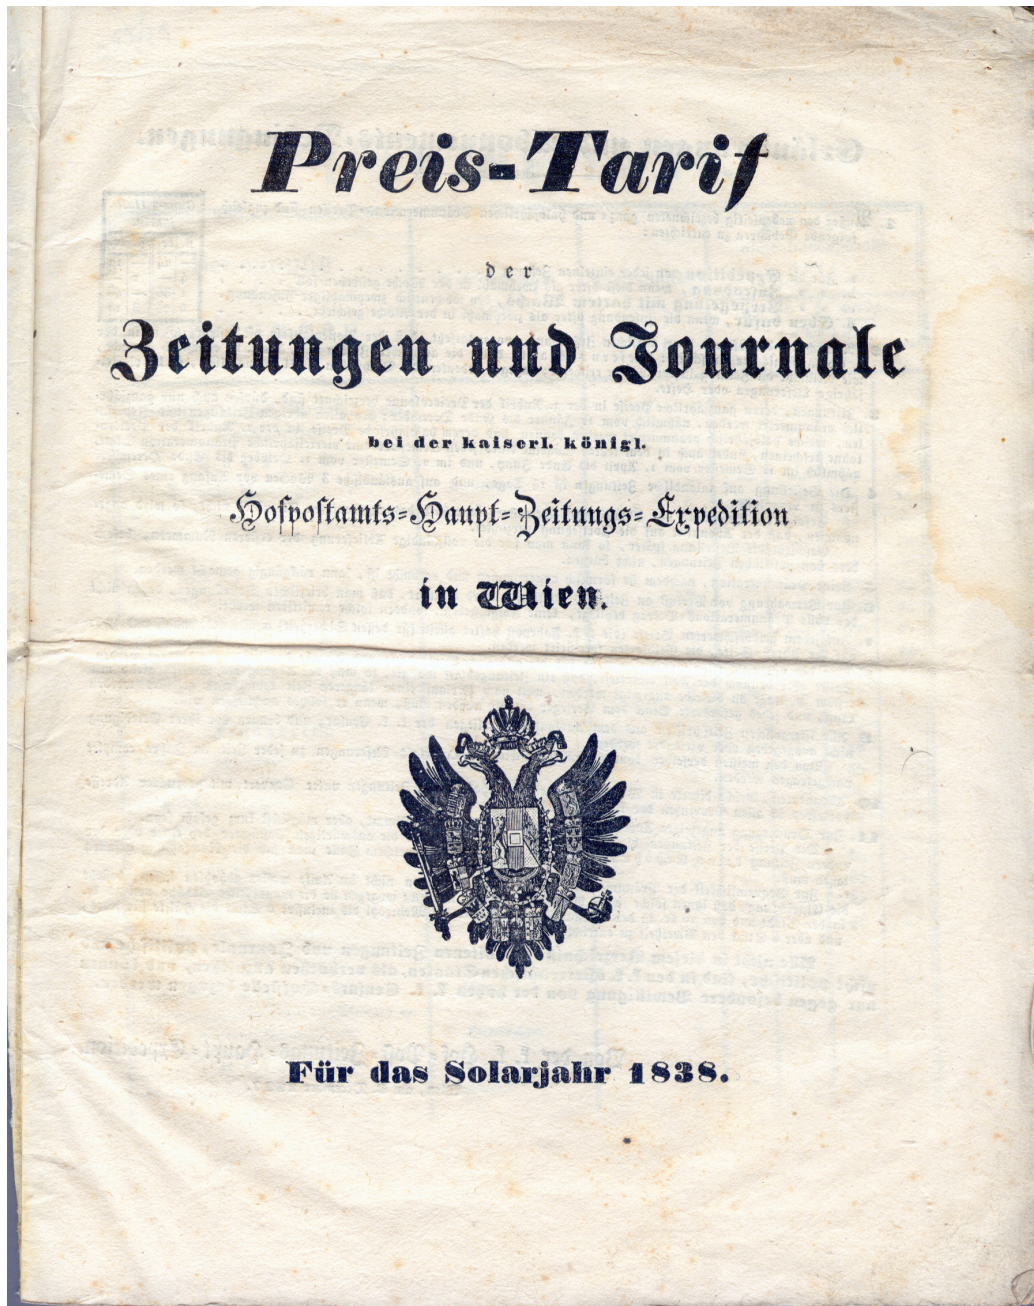 Preis-Tarif
der
Zeitungen und Journale
bei der kaiserl. königl.
Hofpostamts-Haupt-Zeitungs-Expedition
in Wien.
Für das Solarjahr 1838.